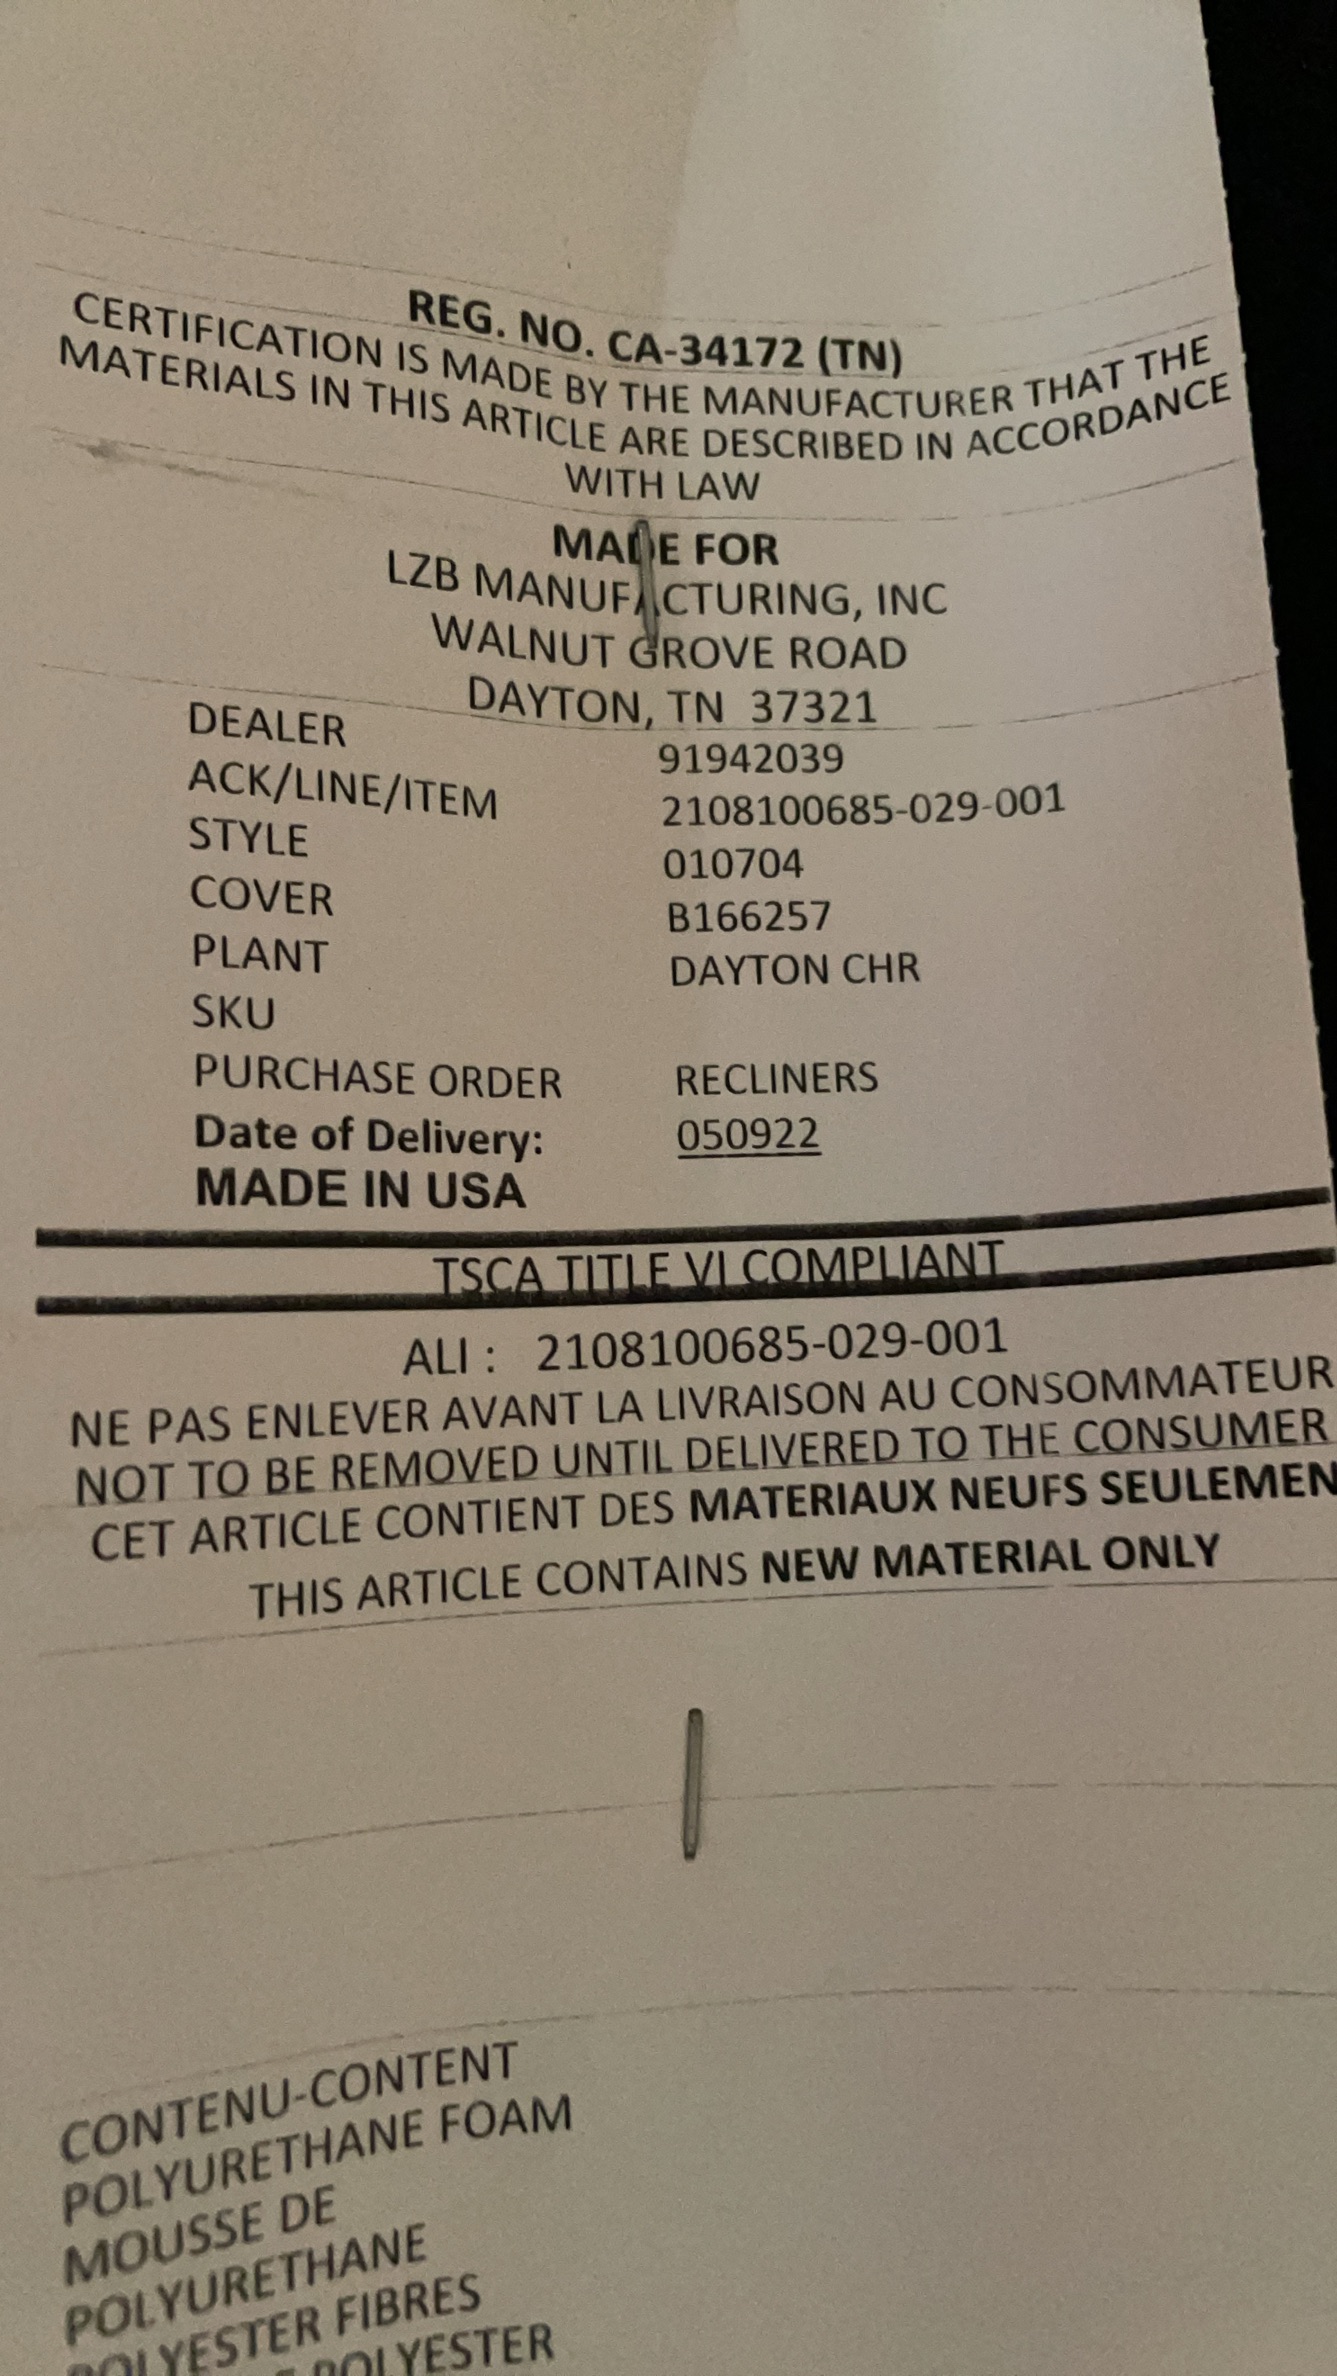 REG. NO. CA-34172 (TN)
CERTIFICATION IS MADE BY THE MANUFACTURER THAT THE
MATERIALS IN THIS ARTICLE ARE DESCRIBED IN ACCORDANCE
WITH LAW
MADE FOR
LZB MANUFACTURING, INC
WALNUT GROVE ROAD
DAYTON, TN 37321
DEALER 91942039
ACK/LINE/ITEM 2108100685-029-001
STYLE 010704
COVER B166257
PLANT DAYTON CHR
SKU
PURCHASE ORDER RECLINERS
Date of Delivery: 050922
MADE IN USA
TSCA TITLE VI COMPLIANT
ALI : 2108100685-029-001
NE PAS ENLEVER AVANT LA LIVRAISON AU CONSOMMATEUR
NOT TO BE REMOVED UNTIL DELIVERED TO THE CONSUMER
CET ARTICLE CONTIENT DES MATERIAUX NEUFS SEULEMEN
THIS ARTICLE CONTAINS NEW MATERIAL ONLY
CONTENU-CONTENT
POLYURETHANE FOAM
MOUSSE DE
POLYURETHANE
POLYESTER FIBRES
POLYESTER